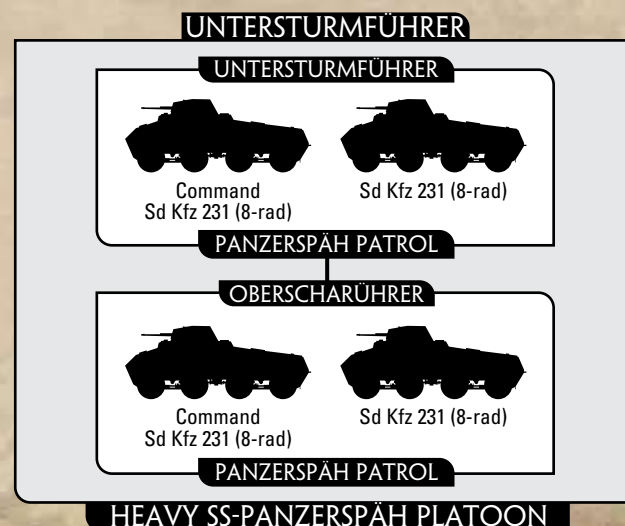 UNTERSTURMFÜHRER
UNTERSTURMFÜHRER
Command
Sd Kfz 231 (8-rad)
Sd Kfz 231 (8-rad)
PANZERSPÄH PATROL
OBERSCHARÜHRER
Command
Sd Kfz 231 (8-rad)
Sd Kfz 231 (8-rad)
PANZERSPÄH PATROL
HEAVY SS-PANZERSPÄH PLATOON